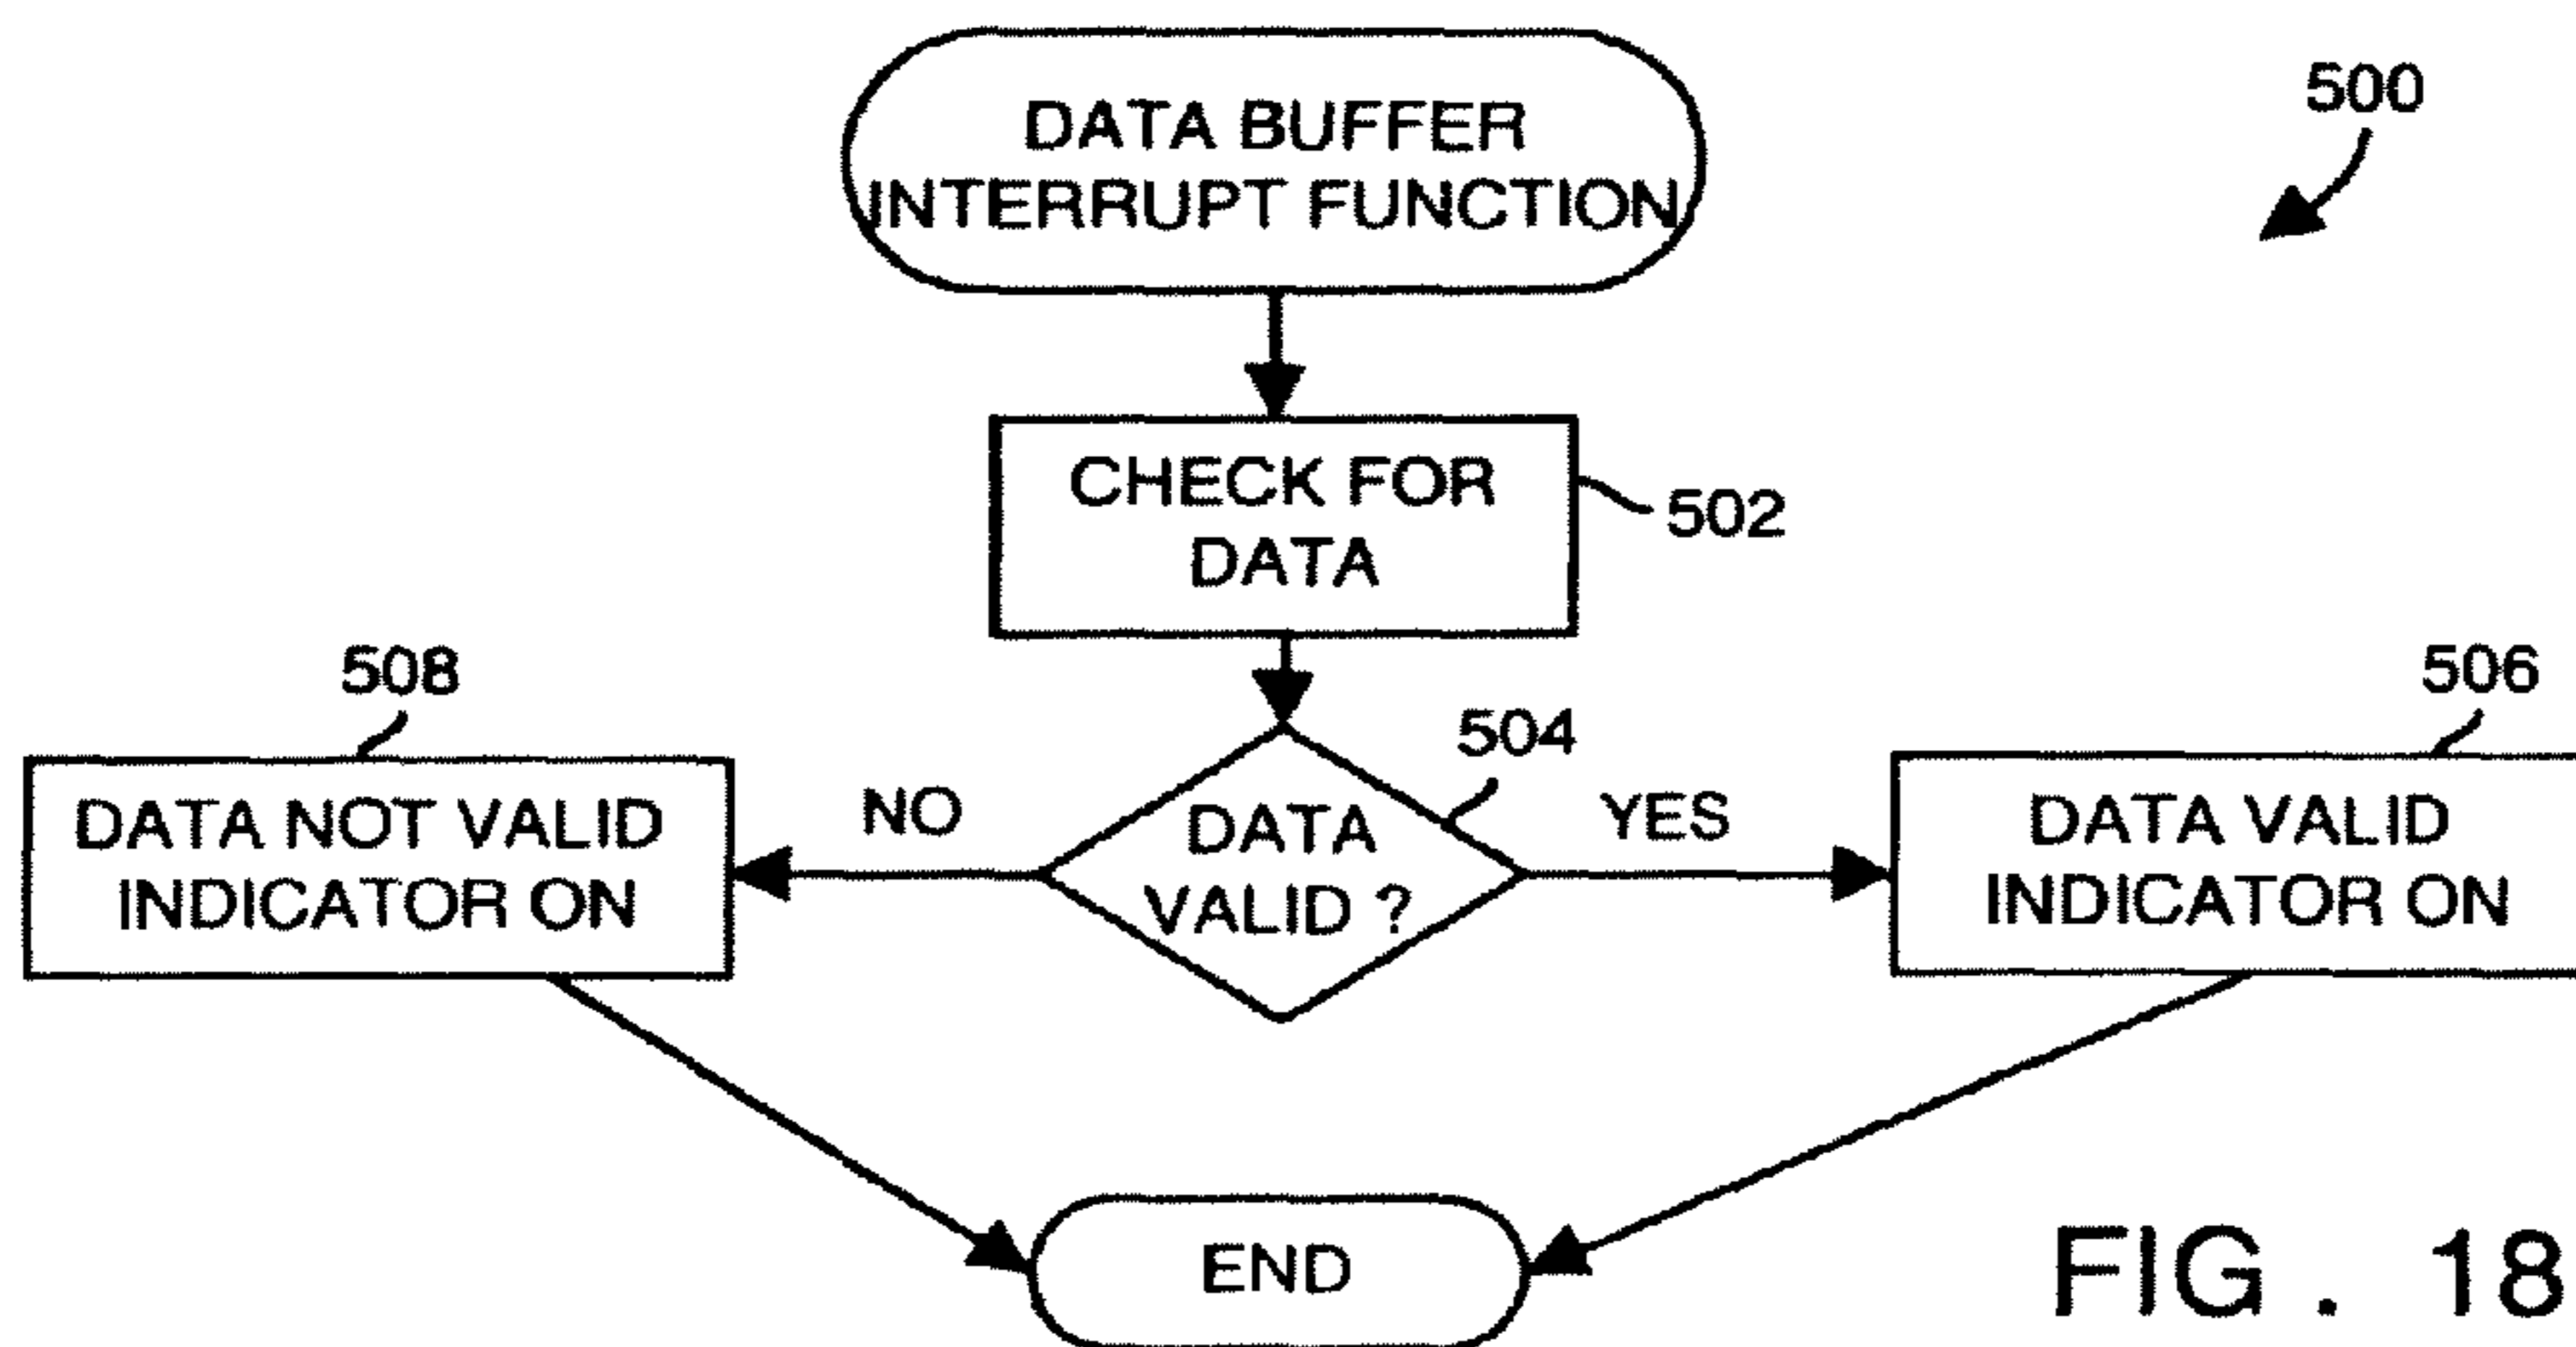 DATA BUFFER
INTERRUPT FUNCTION
500
CHECK FOR
DATA
502
508
506
504
DATA NOT VALID
INDICATOR ON
NO
DATA
VALID ?
YES
DATA VALID
INDICATOR ON
END
FIG . 18